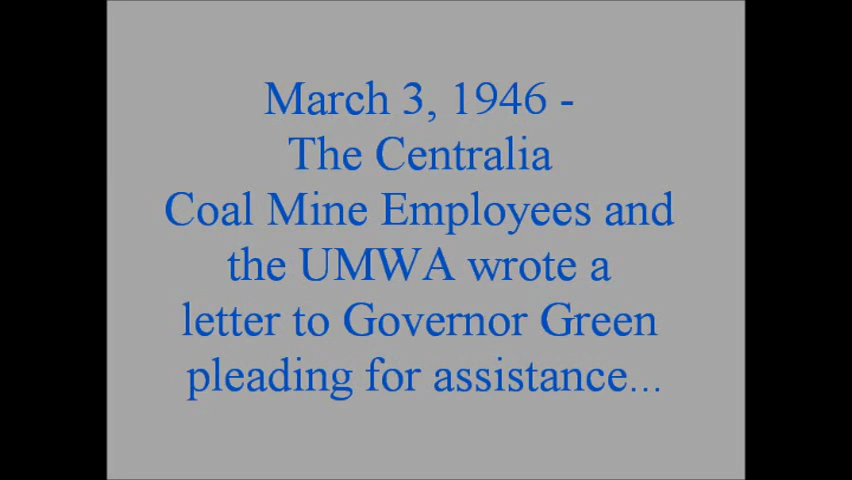 March 3, 1946 -
The Centralia
Coal Mine Employees and
the UMWA wrote a
letter to Governor Green
pleading for assistance...